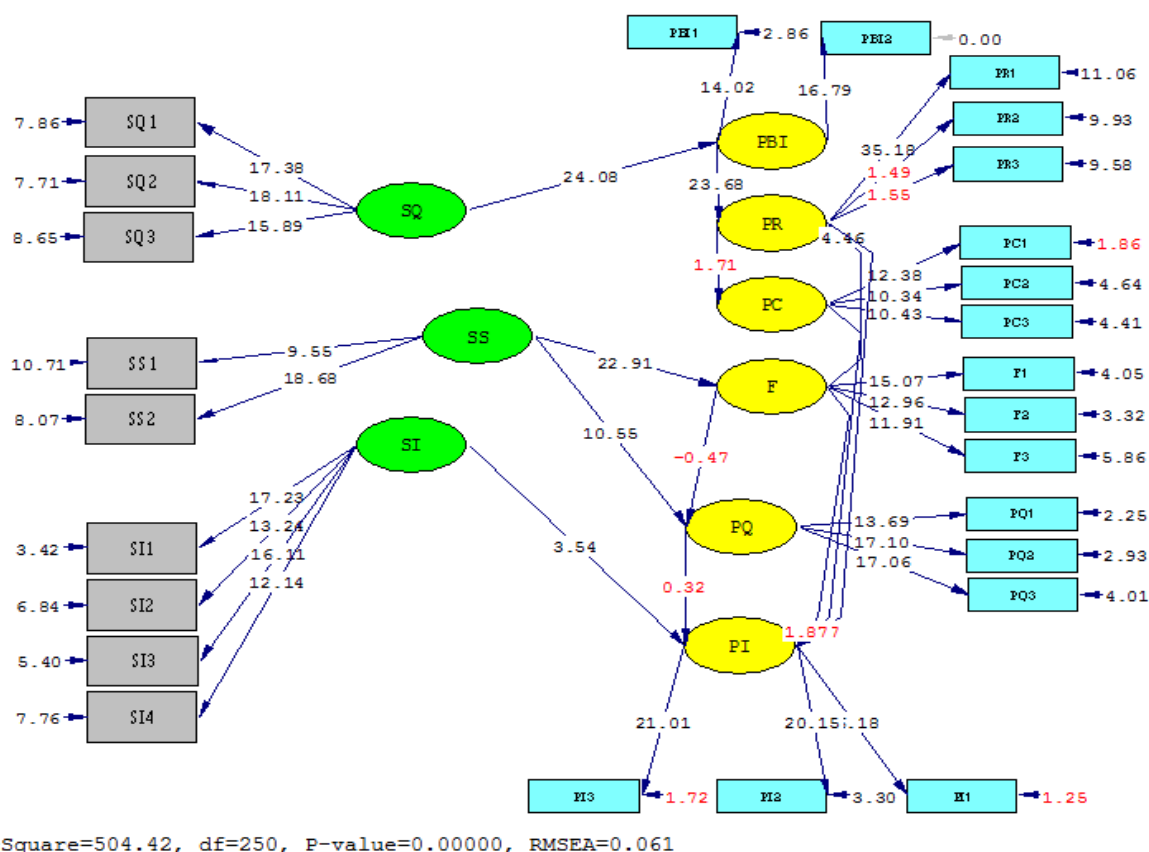 PBI1 2.86 PBI2 0.00
PR1 11.06
14.02 16.79
PR2 9.93
7.86 SQ1
PBI 35.18
PR3 9.58
17.38 1.49
7.71 SQ2 24.08 23.68 1.55
18.11
SQ PR
8.65 SQ3 15.89 4.46
PC1 1.86
1.71 12.38
PC2 4.64
PC 10.34
10.43 PC3 4.41
SS
10.71 SS1 9.55 22.91
F1 4.05
18.68 F 15.07
8.07 SS2 12.96 F2 3.32
11.91
10.55
SI -0.47 F3 5.86
17.23
PQ1 2.25
13.24 PQ 13.69
3.42 SI1 16.11 3.54 17.10 PQ2 2.93
12.14 17.06
0.32 PQ3 4.01
6.84 SI2
1.877
PI
5.40 SI3
7.76 SI4 21.01 20.15 .18
PI3 1.72 PI2 3.30 PI1 1.25
Square=504.42, df=250, P-value=0.00000, RMSEA=0.061